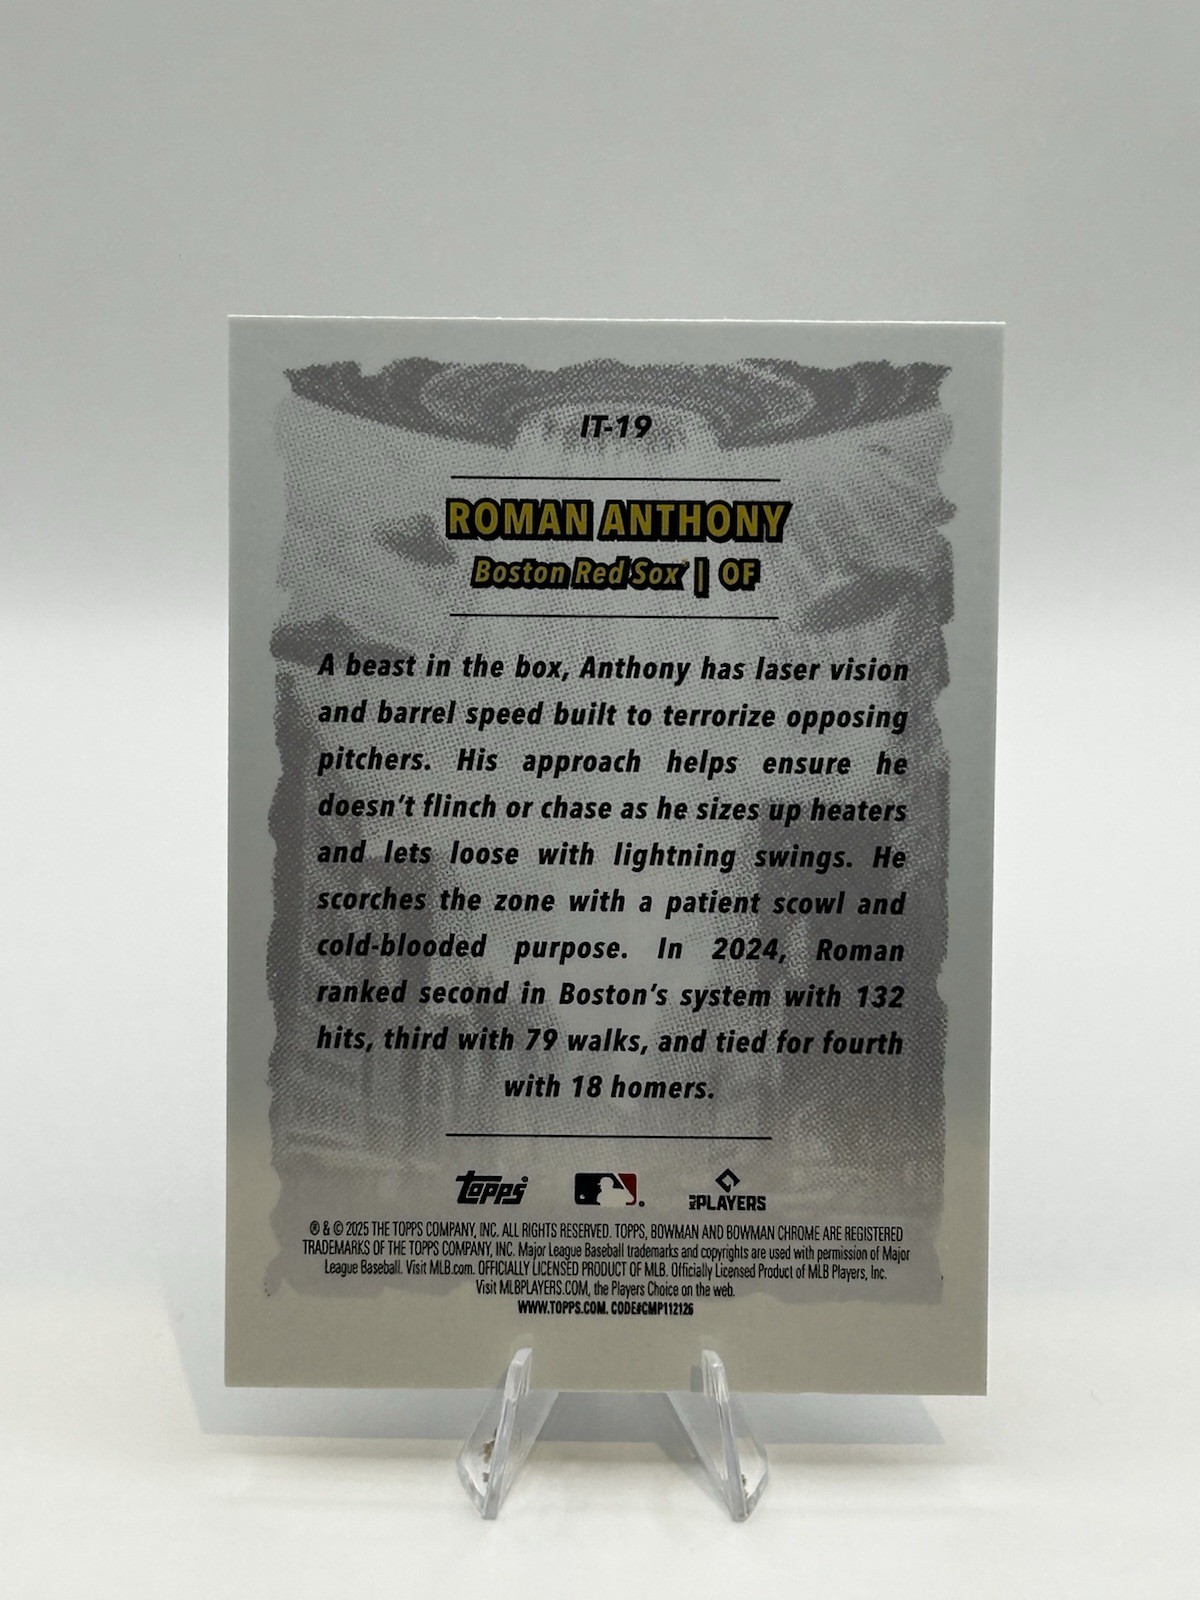 IT-19
ROMAN ANTHONY
Boston Red Sox | OF
A beast in the box, Anthony has laser vision
and barrel speed built to terrorize opposing
pitchers. His approach helps ensure he
doesn't flinch or chase as he sizes up heaters
and lets loose with lightning swings. He
scorches the zone with a patient scowl and
cold-blooded purpose. In 2024, Roman
ranked second in Boston's system with 132
hits, third with 79 walks, and tied for fourth
with 18 homers.
topps MLB PLAYERS
® & © 2025 THE TOPPS COMPANY, INC. ALL RIGHTS RESERVED. TOPPS, BOWMAN AND BOWMAN CHROME ARE REGISTERED
TRADEMARKS OF THE TOPPS COMPANY, INC. Major League Baseball trademarks and copyrights are used with permission of Major
League Baseball. Visit MLB.com. OFFICIALLY LICENSED PRODUCT OF MLB. Officially Licensed Product of MLB Players, Inc.
Visit MLBPLAYERS.COM, the Players Choice on the web.
WWW.TOPPS.COM. CODE#CMP112126